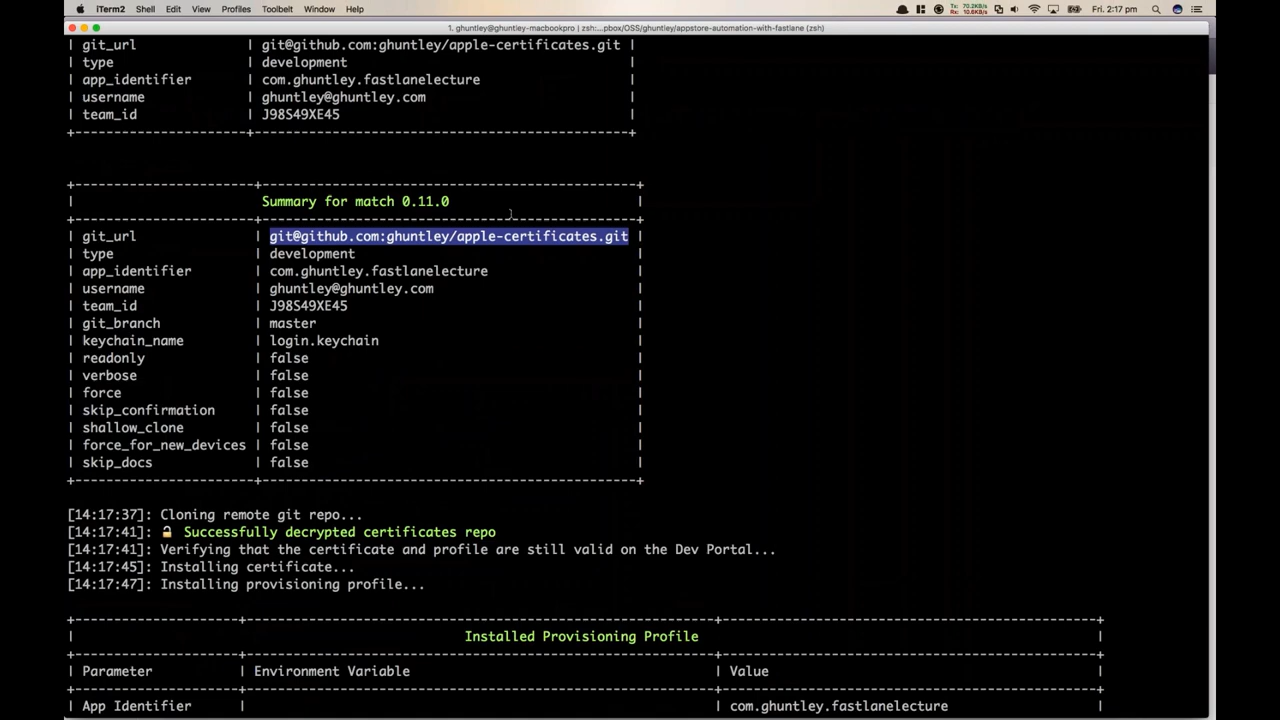 iTerm2 Shell Edit View Profiles Toolbelt Window Help Tx: 70.2KB/s Rx: 10.8KB/s Fri. 2:17 pm
1. ghuntley@ghuntley-macbookpro | zsh:...pbox/OSS/ghuntley/appstore-automation-with-fastlane (zsh)
| git_url | git@github.com:ghuntley/apple-certificates.git |
| type | development |
| app_identifier | com.ghuntley.fastlanelecture |
| username | ghuntley@ghuntley.com |
| team_id | J98S49XE45 |
+-----------------------+-------------------------------------------------+
+------------------------+-------------------------------------------------+
| Summary for match 0.11.0 |
+------------------------+-------------------------------------------------+
| git_url | git@github.com:ghuntley/apple-certificates.git |
| type | development |
| app_identifier | com.ghuntley.fastlanelecture |
| username | ghuntley@ghuntley.com |
| team_id | J98S49XE45 |
| git_branch | master |
| keychain_name | login.keychain |
| readonly | false |
| verbose | false |
| force | false |
| skip_confirmation | false |
| shallow_clone | false |
| force_for_new_devices | false |
| skip_docs | false |
+------------------------+-------------------------------------------------+
[14:17:37]: Cloning remote git repo...
[14:17:41]: 🔓 Successfully decrypted certificates repo
[14:17:41]: Verifying that the certificate and profile are still valid on the Dev Portal...
[14:17:45]: Installing certificate...
[14:17:47]: Installing provisioning profile...
+----------------------+-------------------------------------------------------------+-------------------------------------------------+
| Installed Provisioning Profile |
+----------------------+-------------------------------------------------------------+-------------------------------------------------+
| Parameter | Environment Variable | Value |
+----------------------+-------------------------------------------------------------+-------------------------------------------------+
| App Identifier | | com.ghuntley.fastlanelecture |